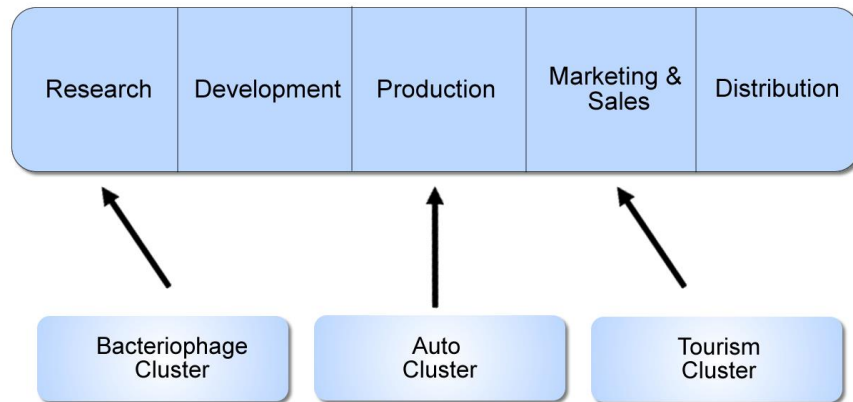 Research
Development
Production
Marketing &
Sales
Distribution
Bacteriophage
Cluster
Auto
Cluster
Tourism
Cluster